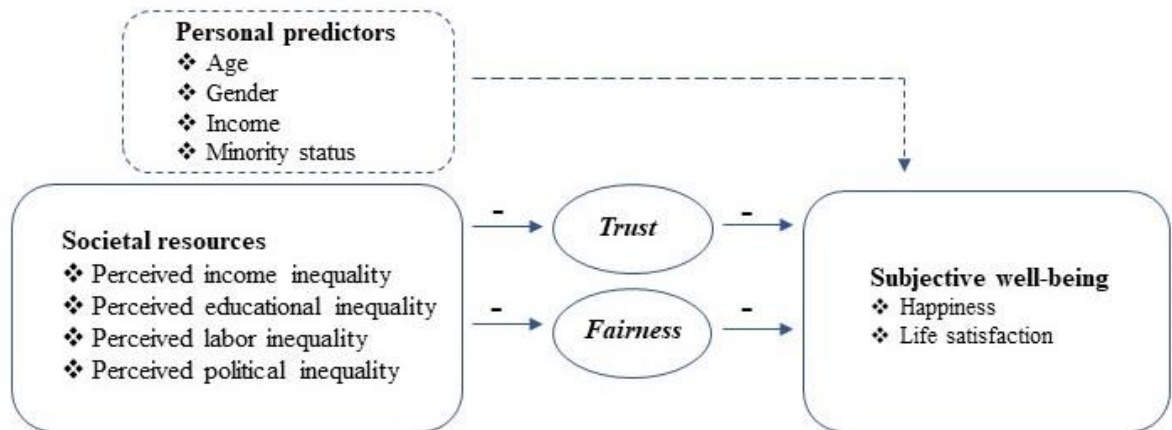 Personal predictors
❖ Age
❖ Gender
❖ Income
❖ Minority status
Societal resources
❖ Perceived income inequality
❖ Perceived educational inequality
❖ Perceived labor inequality
❖ Perceived political inequality
-
Trust
-
-
Fairness
-
Subjective well-being
❖ Happiness
❖ Life satisfaction